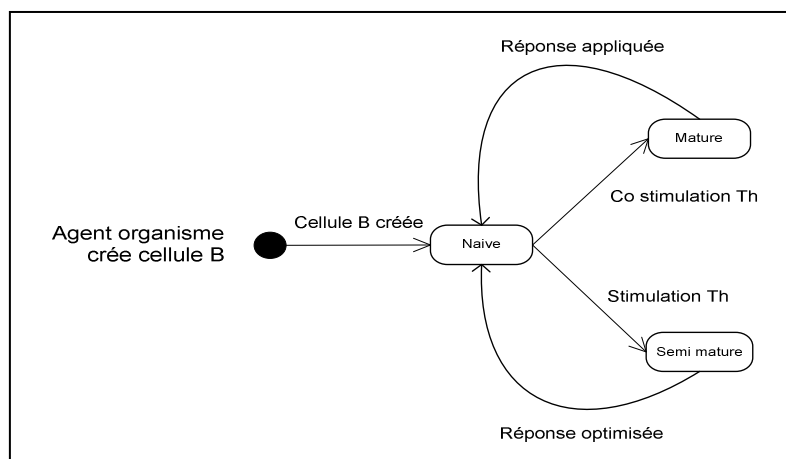 Réponse appliquée
Mature
Co stimulation Th
Cellule B créée
Agent organisme
crée cellule B
Naive
Stimulation Th
Semi mature
Réponse optimisée